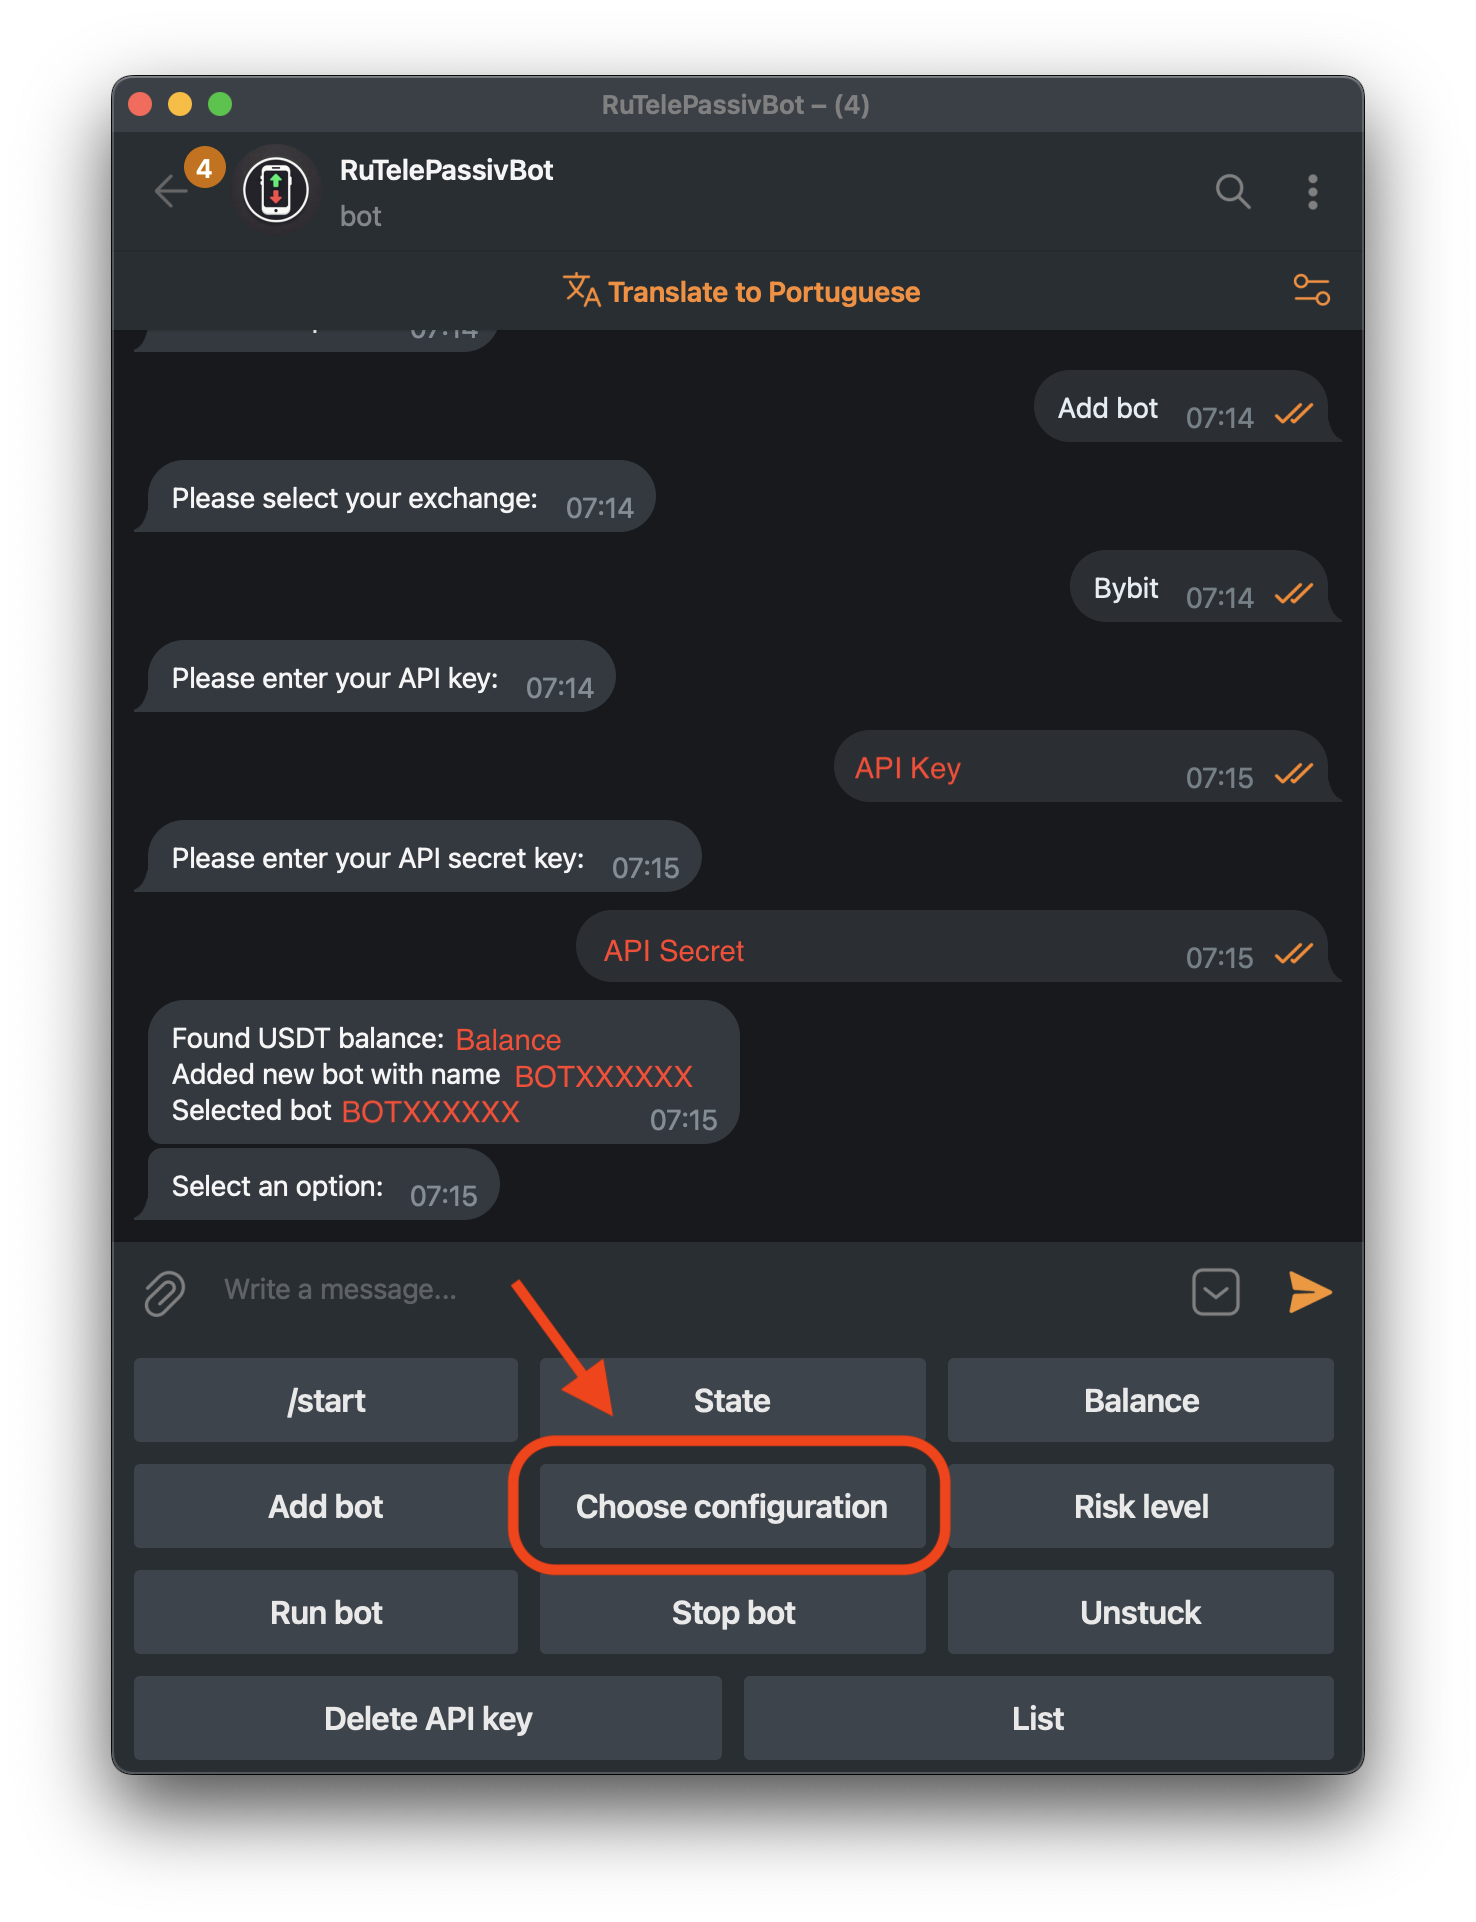 RuTelePassivBot – (4)
4
RuTelePassivBot
bot
Translate to Portuguese
07:14
Add bot 07:14
Please select your exchange: 07:14
Bybit 07:14
Please enter your API key: 07:14
API Key 07:15
Please enter your API secret key: 07:15
API Secret 07:15
Found USDT balance: Balance
Added new bot with name BOTXXXXXX
Selected bot BOTXXXXXX 07:15
Select an option: 07:15
Write a message...
/start State Balance
Add bot Choose configuration Risk level
Run bot Stop bot Unstuck
Delete API key List